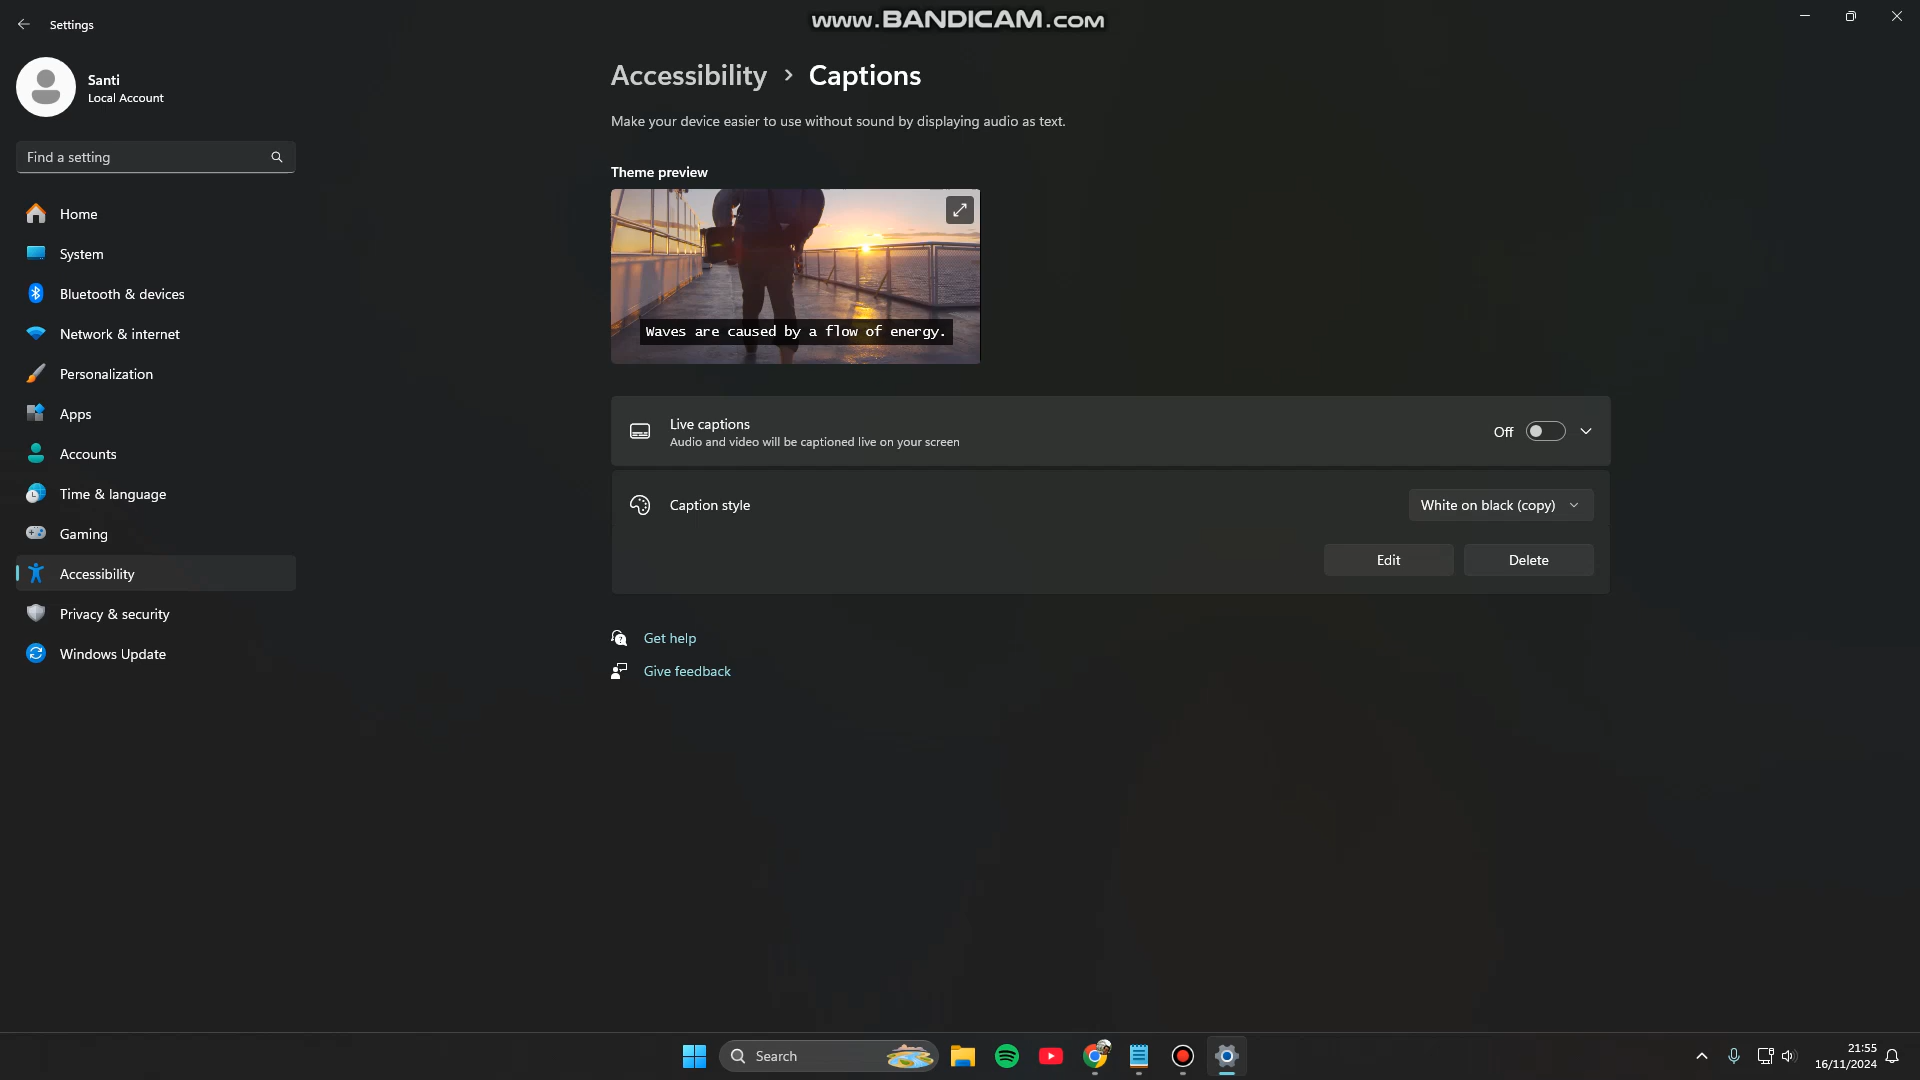 Settings
www.BANDICAM.com
Santi
Local Account
Find a setting
Home
System
Bluetooth & devices
Network & internet
Personalization
Apps
Accounts
Time & language
Gaming
Accessibility
Privacy & security
Windows Update
Accessibility > Captions
Make your device easier to use without sound by displaying audio as text.
Theme preview
Waves are caused by a flow of energy.
Live captions
Audio and video will be captioned live on your screen
Off
Caption style
White on black (copy)
Edit
Delete
Get help
Give feedback
Search
21:55
16/11/2024